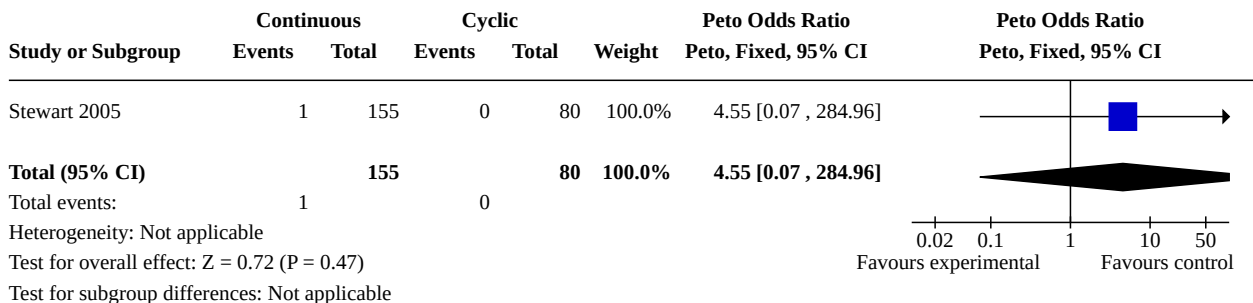 Continuous Cyclic Peto Odds Ratio Peto Odds Ratio
Study or Subgroup Events Total Events Total Weight Peto, Fixed, 95% CI Peto, Fixed, 95% CI
Stewart 2005 1 155 0 80 100.0% 4.55 [0.07 , 284.96]
Total (95% CI) 155 80 100.0% 4.55 [0.07 , 284.96]
Total events: 1 0
Heterogeneity: Not applicable 0.02 0.1 1 10 50
Test for overall effect: Z = 0.72 (P = 0.47) Favours experimental Favours control
Test for subgroup differences: Not applicable